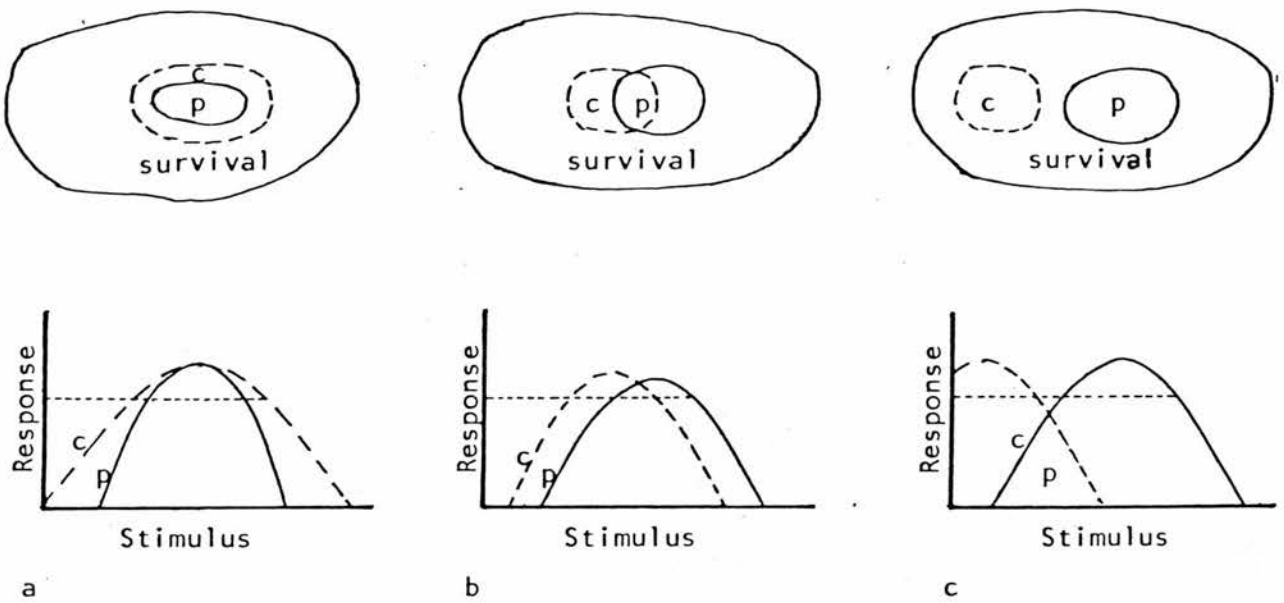 c
p
survival
c p
survival
c p
survival
Response
c
p
Stimulus
Response
c
p
Stimulus
Response
c
p
Stimulus
a b c